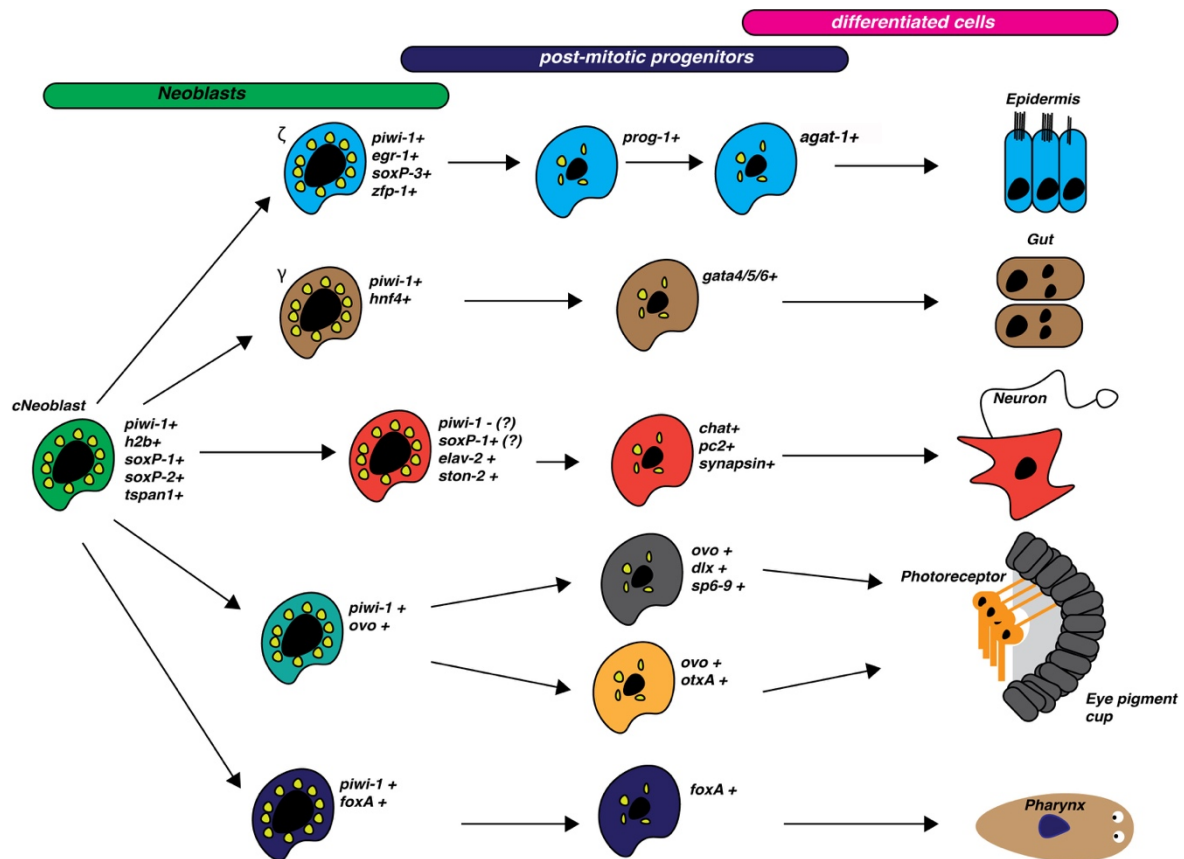 differentiated cells
post-mitotic progenitors
Neoblasts
ζ
piwi-1+
egr-1+
soxP-3+
zfp-1+
prog-1+
agat-1+
Epidermis
γ
piwi-1+
hnf4+
gata4/5/6+
Gut
cNeoblast
piwi-1+
h2b+
soxP-1+
soxP-2+
tspan1+
piwi-1 - (?)
soxP-1+ (?)
elav-2 +
ston-2 +
chat+
pc2+
synapsin+
Neuron
piwi-1 +
ovo +
ovo +
dlx +
sp6-9 +
ovo +
otxA +
Photoreceptor
Eye pigment
cup
piwi-1 +
foxA +
foxA +
Pharynx